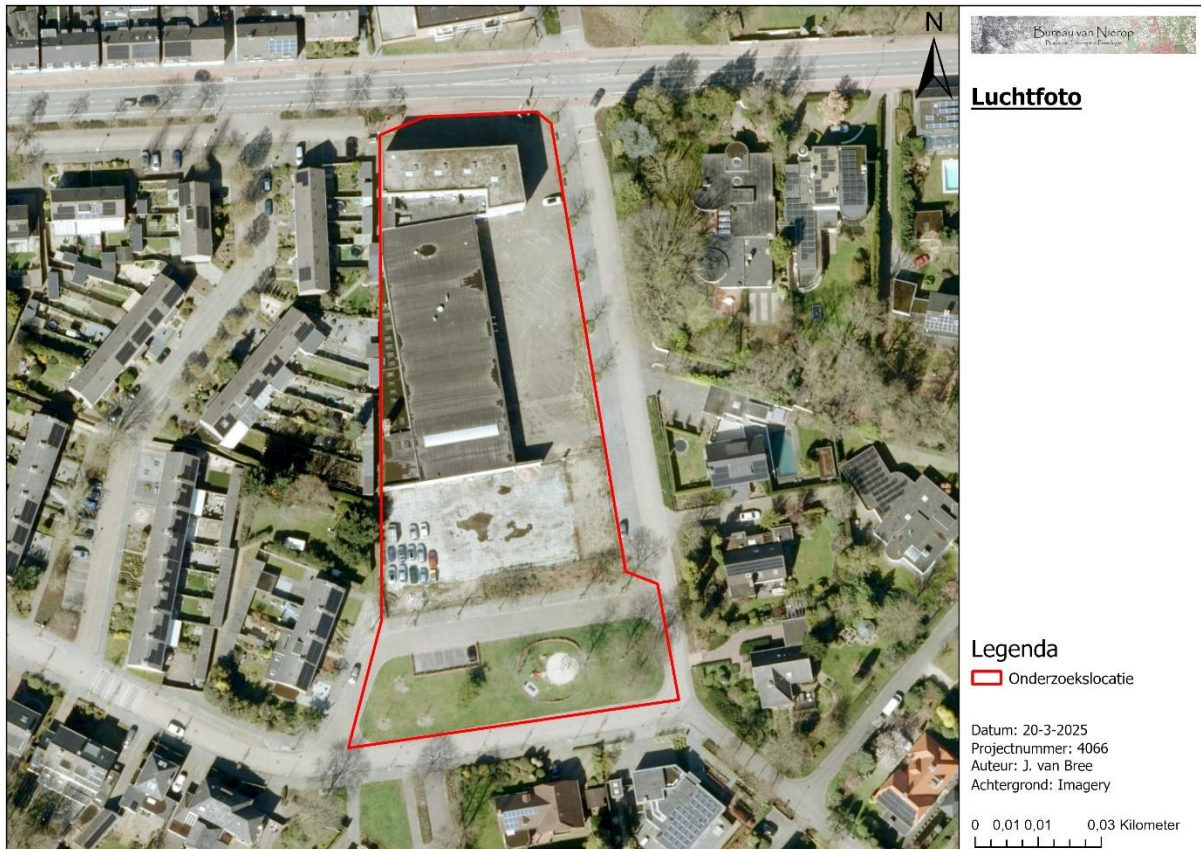 N
Bureau van Nierop
Luchtfoto
Legenda
Onderzoekslocatie
Datum: 20-3-2025
Projectnummer: 4066
Auteur: J. van Bree
Achtergrond: Imagery
0 0,01 0,01 0,03 Kilometer